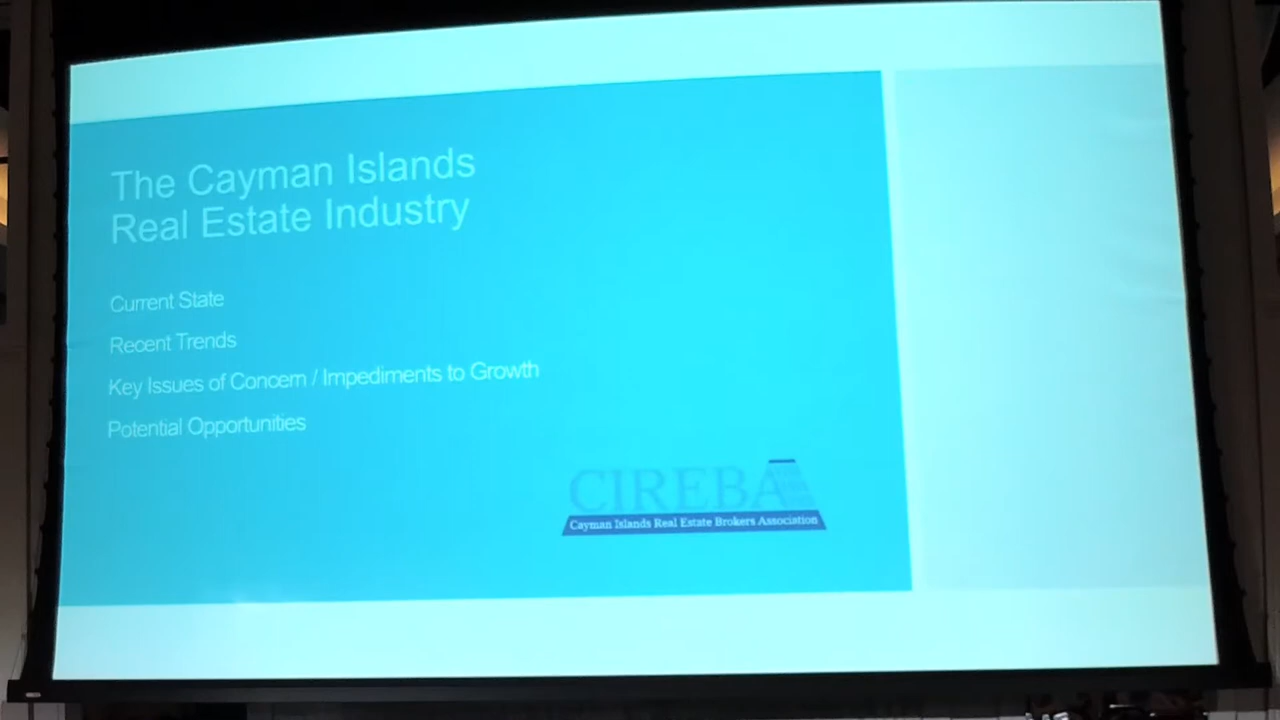 The Cayman Islands
Real Estate Industry
Current State
Recent Trends
Key Issues of Concern / Impediments to Growth
Potential Opportunities
CIREBA
Cayman Islands Real Estate Brokers Association